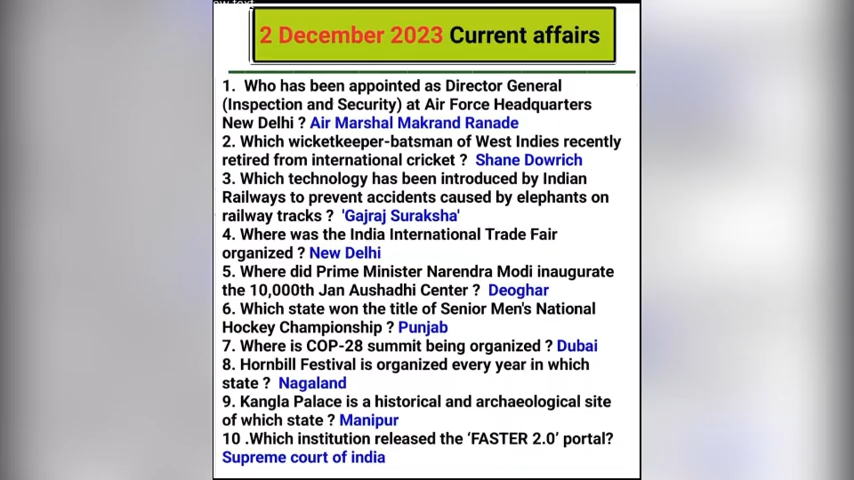 2 December 2023 Current affairs
1. Who has been appointed as Director General
(Inspection and Security) at Air Force Headquarters
New Delhi ? Air Marshal Makrand Ranade
2. Which wicketkeeper-batsman of West Indies recently
retired from international cricket ? Shane Dowrich
3. Which technology has been introduced by Indian
Railways to prevent accidents caused by elephants on
railway tracks ? 'Gajraj Suraksha'
4. Where was the India International Trade Fair
organized ? New Delhi
5. Where did Prime Minister Narendra Modi inaugurate
the 10,000th Jan Aushadhi Center ? Deoghar
6. Which state won the title of Senior Men's National
Hockey Championship ? Punjab
7. Where is COP-28 summit being organized ? Dubai
8. Hornbill Festival is organized every year in which
state ? Nagaland
9. Kangla Palace is a historical and archaeological site
of which state ? Manipur
10 .Which institution released the ‘FASTER 2.0’ portal?
Supreme court of india